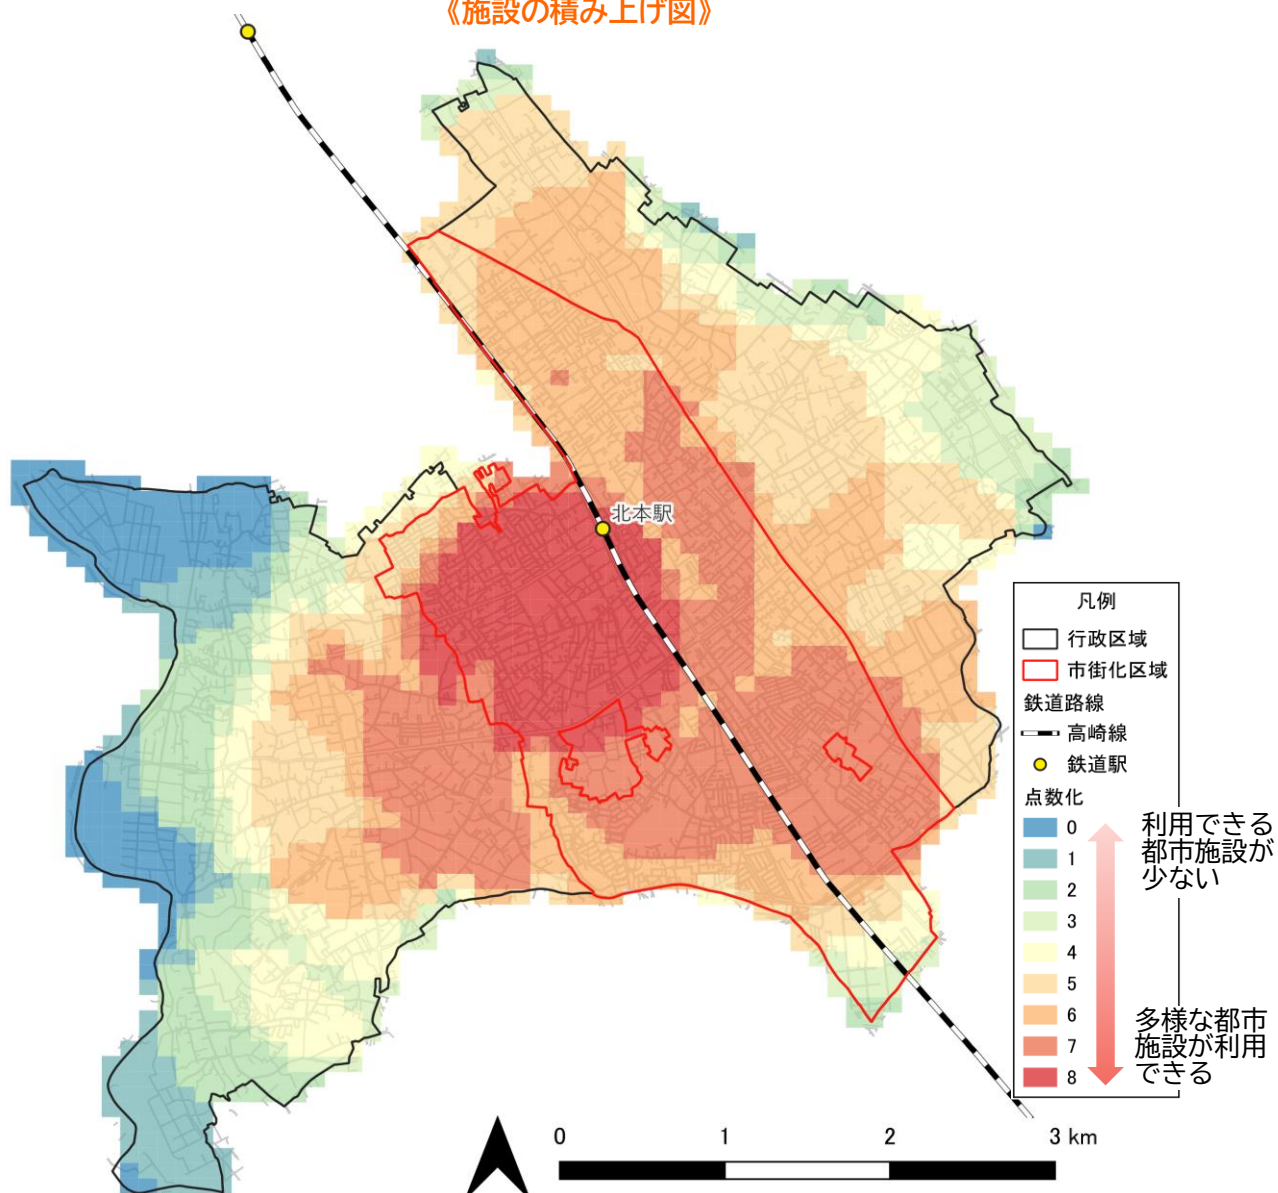 《施設の積み上げ図》
北本駅
凡例
行政区域
市街化区域
鉄道路線
高崎線
鉄道駅
点数化
0
1
2
3
4
5
6
7
8
利用できる
都市施設が
少ない
多様な都市
施設が利用
できる
0 1 2 3 km